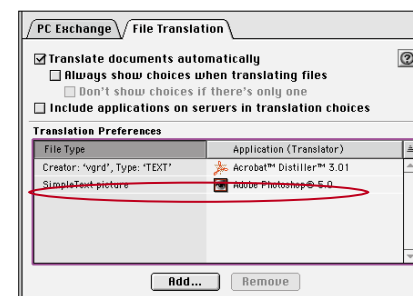 PC Exchange File Translation
Translate documents automatically
Always show choices when translating files
Don't show choices if there's only one
Include applications on servers in translation choices
Translation Preferences
File Type Application (Translator)
Creator: 'vgrd', Type: 'TEXT' Acrobat™ Distiller™ 3.01
SimpleText picture Adobe Photoshop® 5.0
Add... Remove